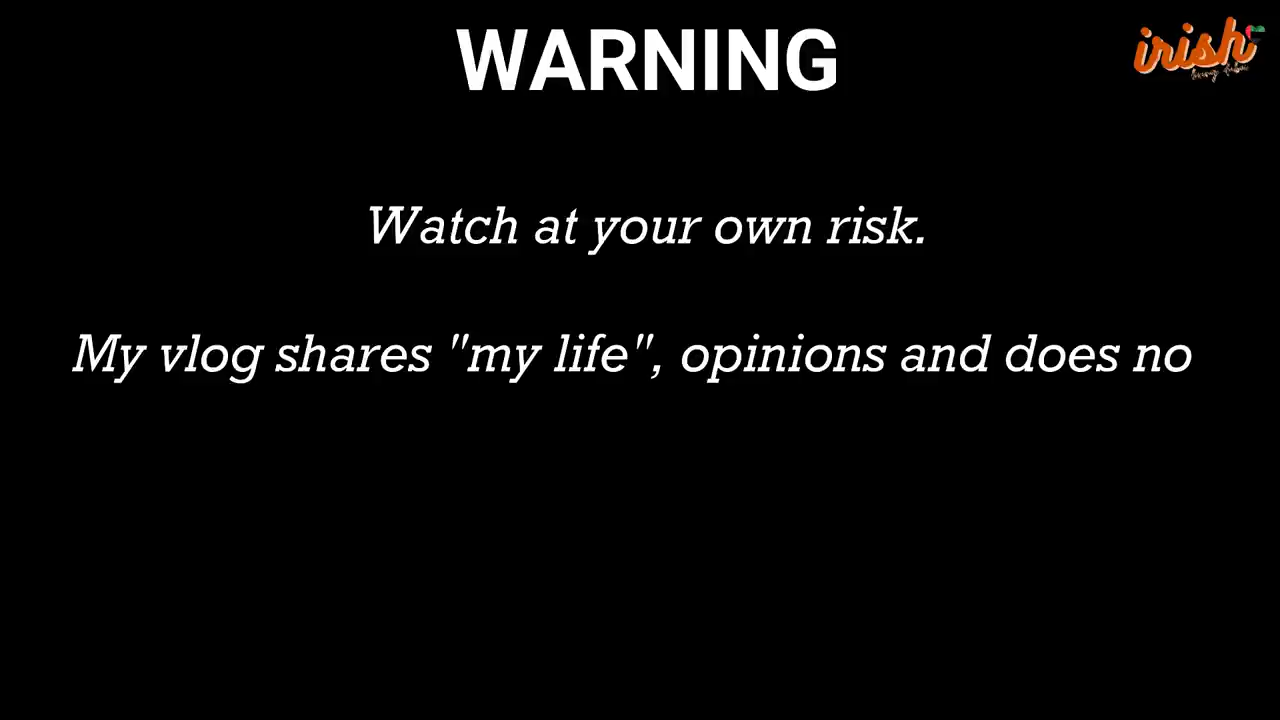 WARNING
irish
Watch at your own risk.
My vlog shares "my life", opinions and does no